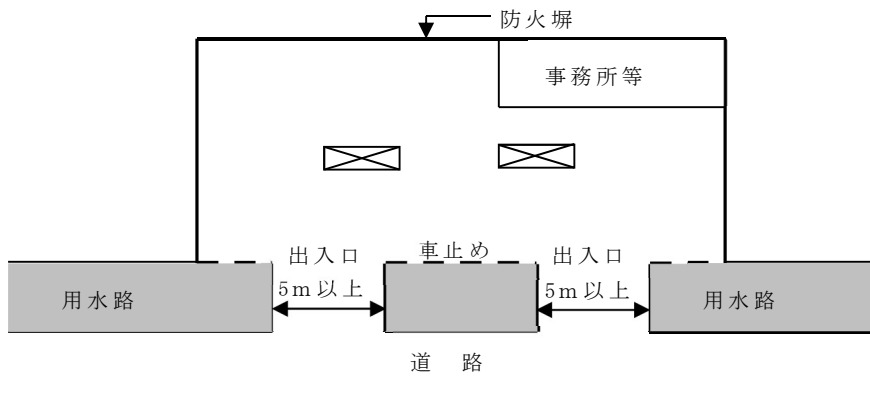 防火塀
事務所等
出入口
車止め
出入口
5m以上
5m以上
用水路
用水路
道 路